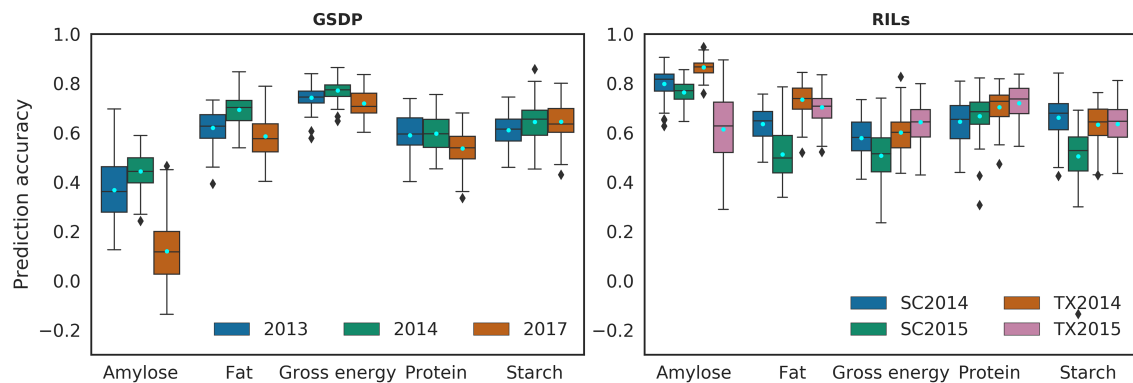 GSDP
RILs
Prediction accuracy
1.0
0.8
0.6
0.4
0.2
0.0
−0.2
1.0
0.8
0.6
0.4
0.2
0.0
−0.2
2013 2014 2017
SC2014 TX2014
SC2015 TX2015
Amylose Fat Gross energy Protein Starch
Amylose Fat Gross energy Protein Starch